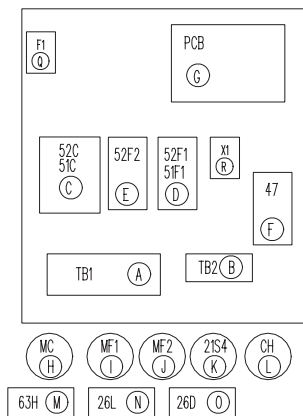 F1
Q
PCB
G
52C
51C
C
52F2
E
52F1
51F1
D
X1
R
47
F
TB1 A
TB2 B
MC
H
MF1
I
MF2
J
21S4
K
CH
L
63H M
26L N
26D O